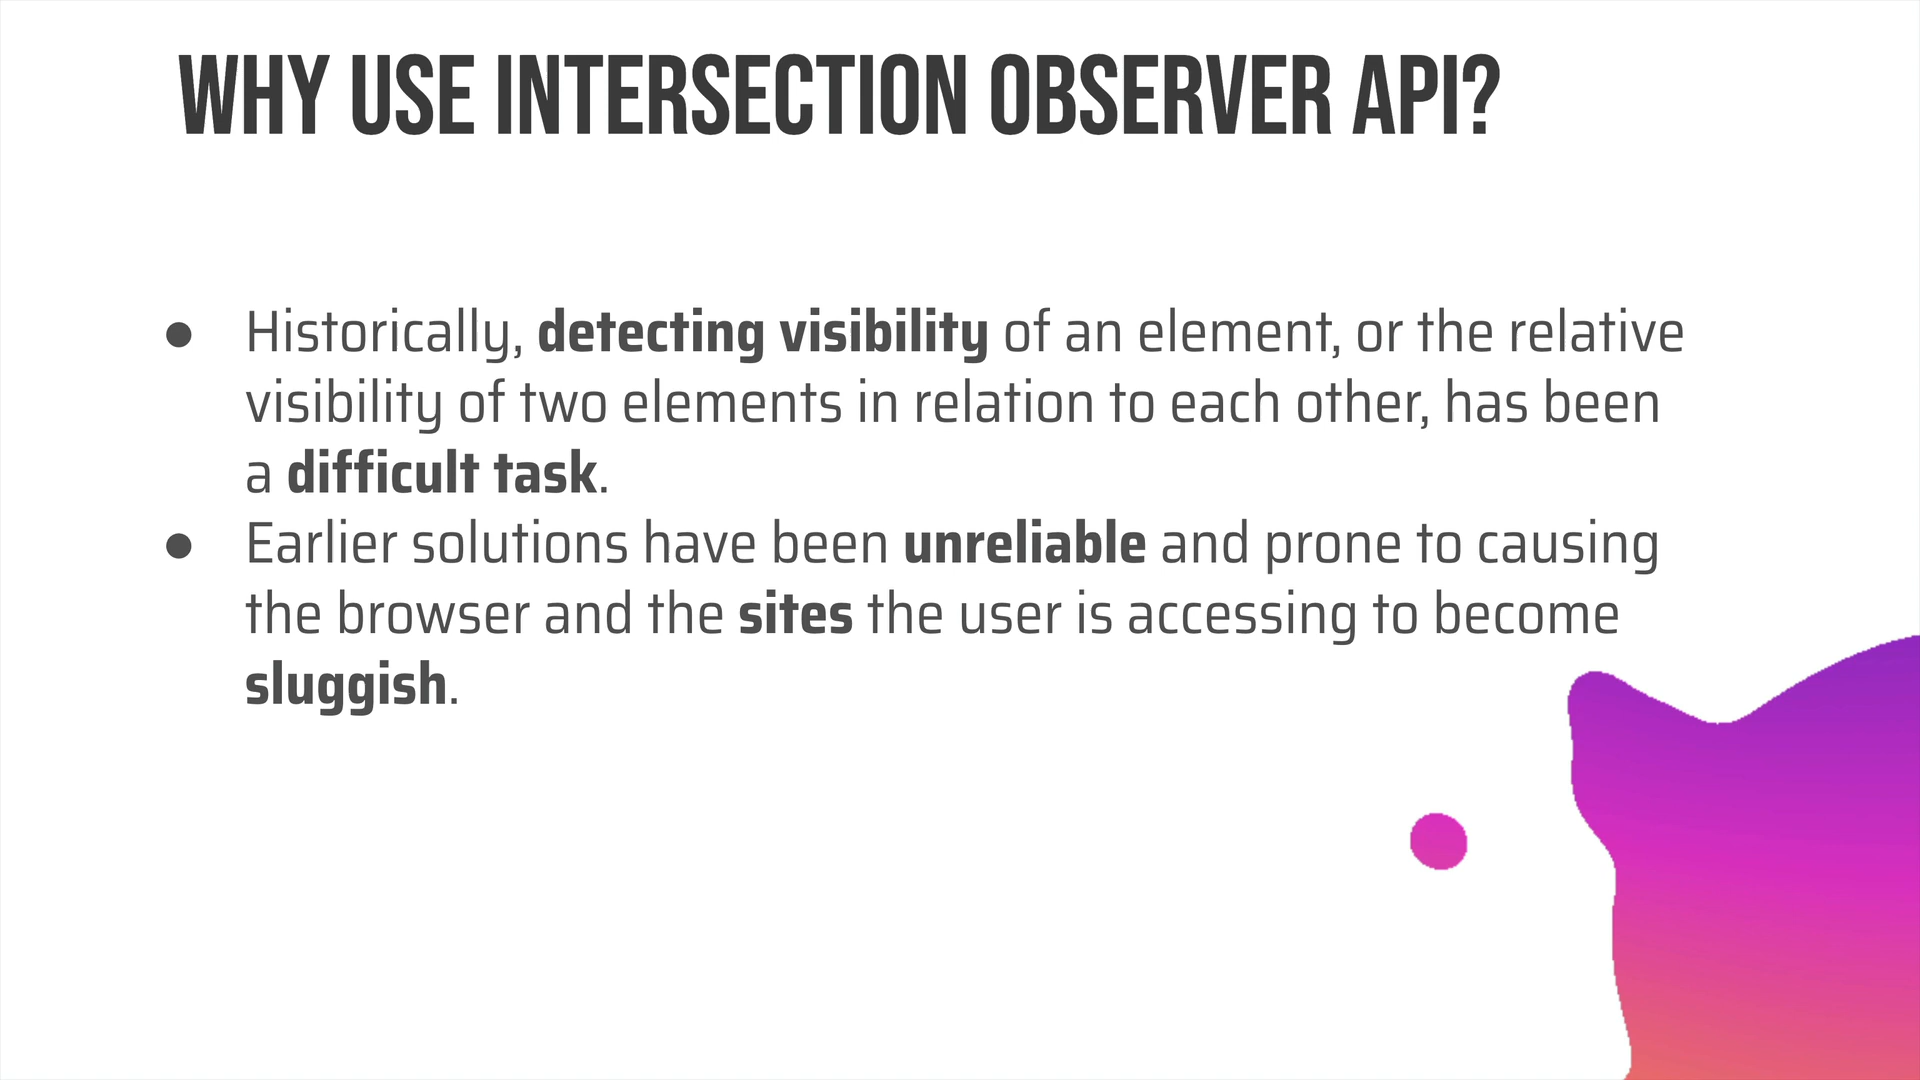 WHY USE INTERSECTION OBSERVER API?
● Historically, detecting visibility of an element, or the relative
visibility of two elements in relation to each other, has been
a difficult task.
● Earlier solutions have been unreliable and prone to causing
the browser and the sites the user is accessing to become
sluggish.